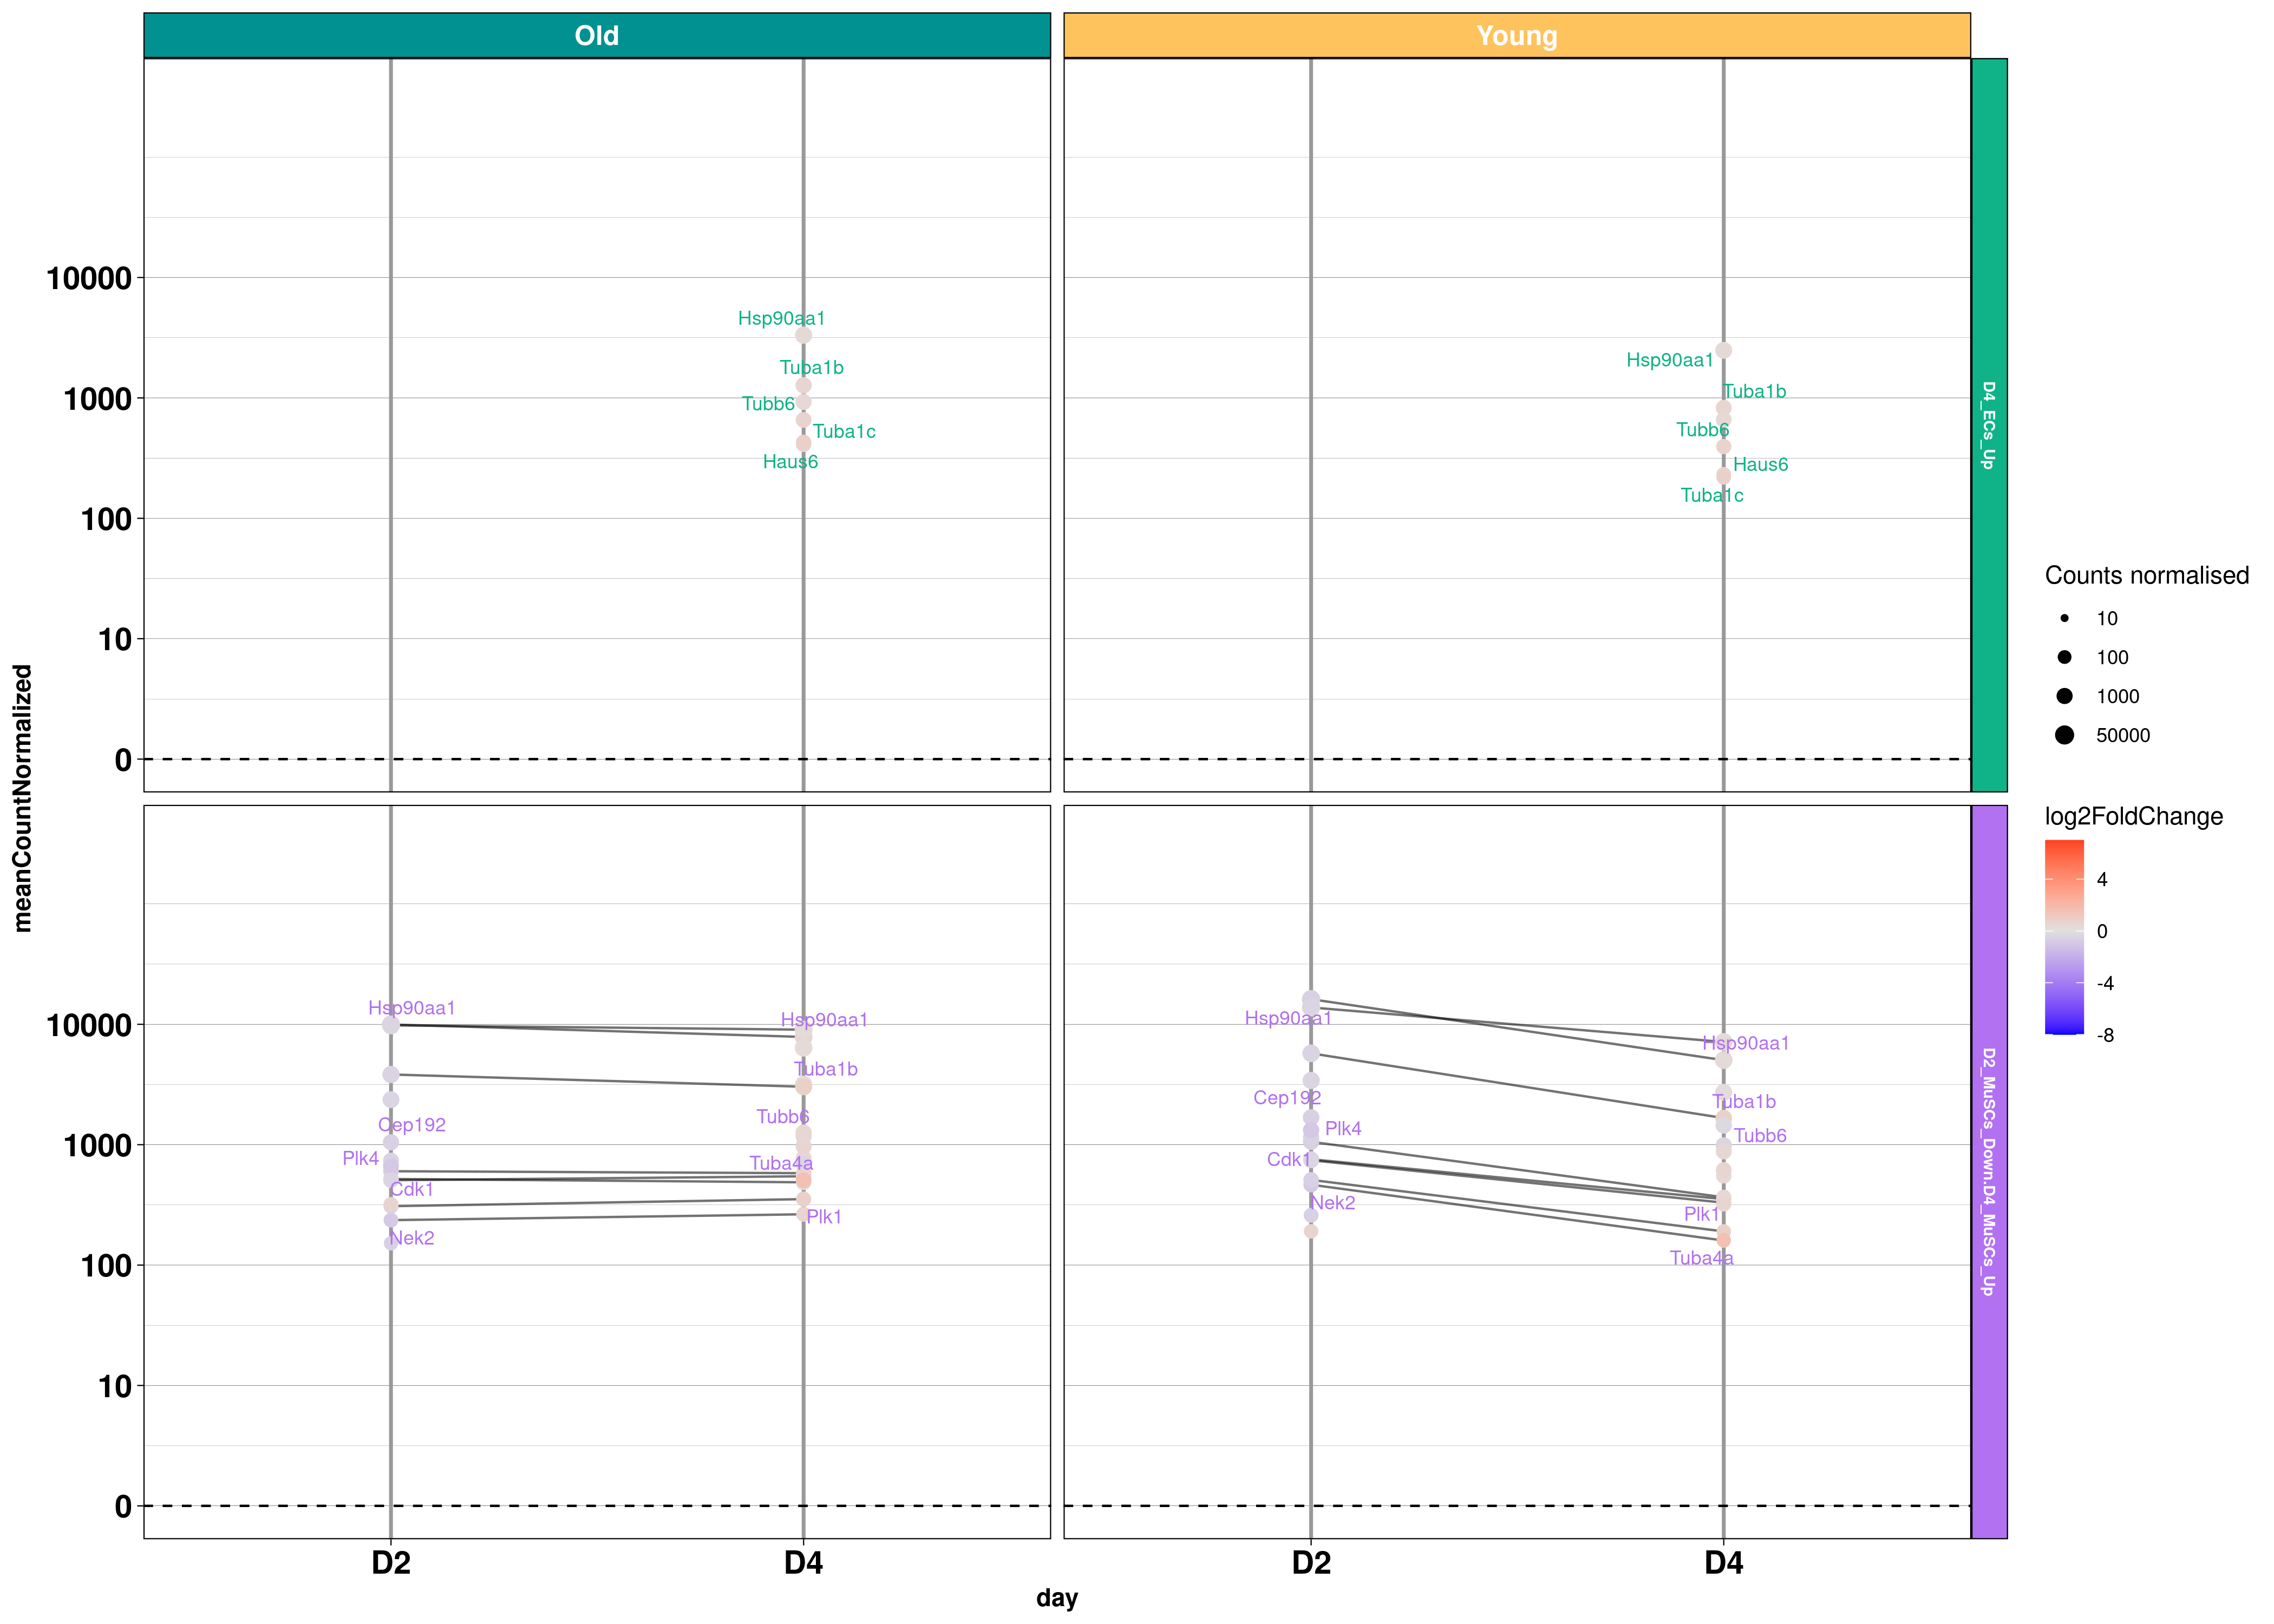 Old
Young
10000
1000
100
10
0
Hsp90aa1
Tuba1b
Tubb6
Tuba1c
Haus6
Hsp90aa1
Tuba1b
Tubb6
Haus6
Tuba1c
D4_ECs_Up
meanCountNormalized
10000
1000
100
10
0
Hsp90aa1
Cep192
Plk4
Cdk1
Nek2
Hsp90aa1
Tuba1b
Tubb6
Tuba4a
Plk1
Hsp90aa1
Cep192
Plk4
Cdk1
Nek2
Hsp90aa1
Tuba1b
Tubb6
Plk1
Tuba4a
D2_MuSCs_Down.D4_MuSCs_Up
D2
D4
D2
D4
day
Counts normalised
10
100
1000
50000
log2FoldChange
4
0
-4
-8